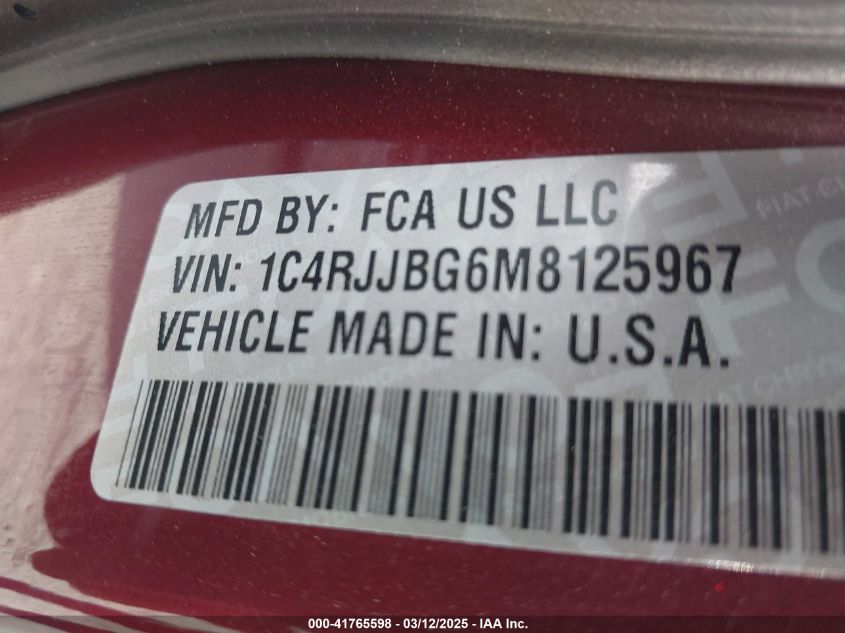 MFD BY: FCA US LLC
VIN: 1C4RJJBG6M8125967
VEHICLE MADE IN: U.S.A.
000-41765598 - 03/12/2025 - IAA Inc.